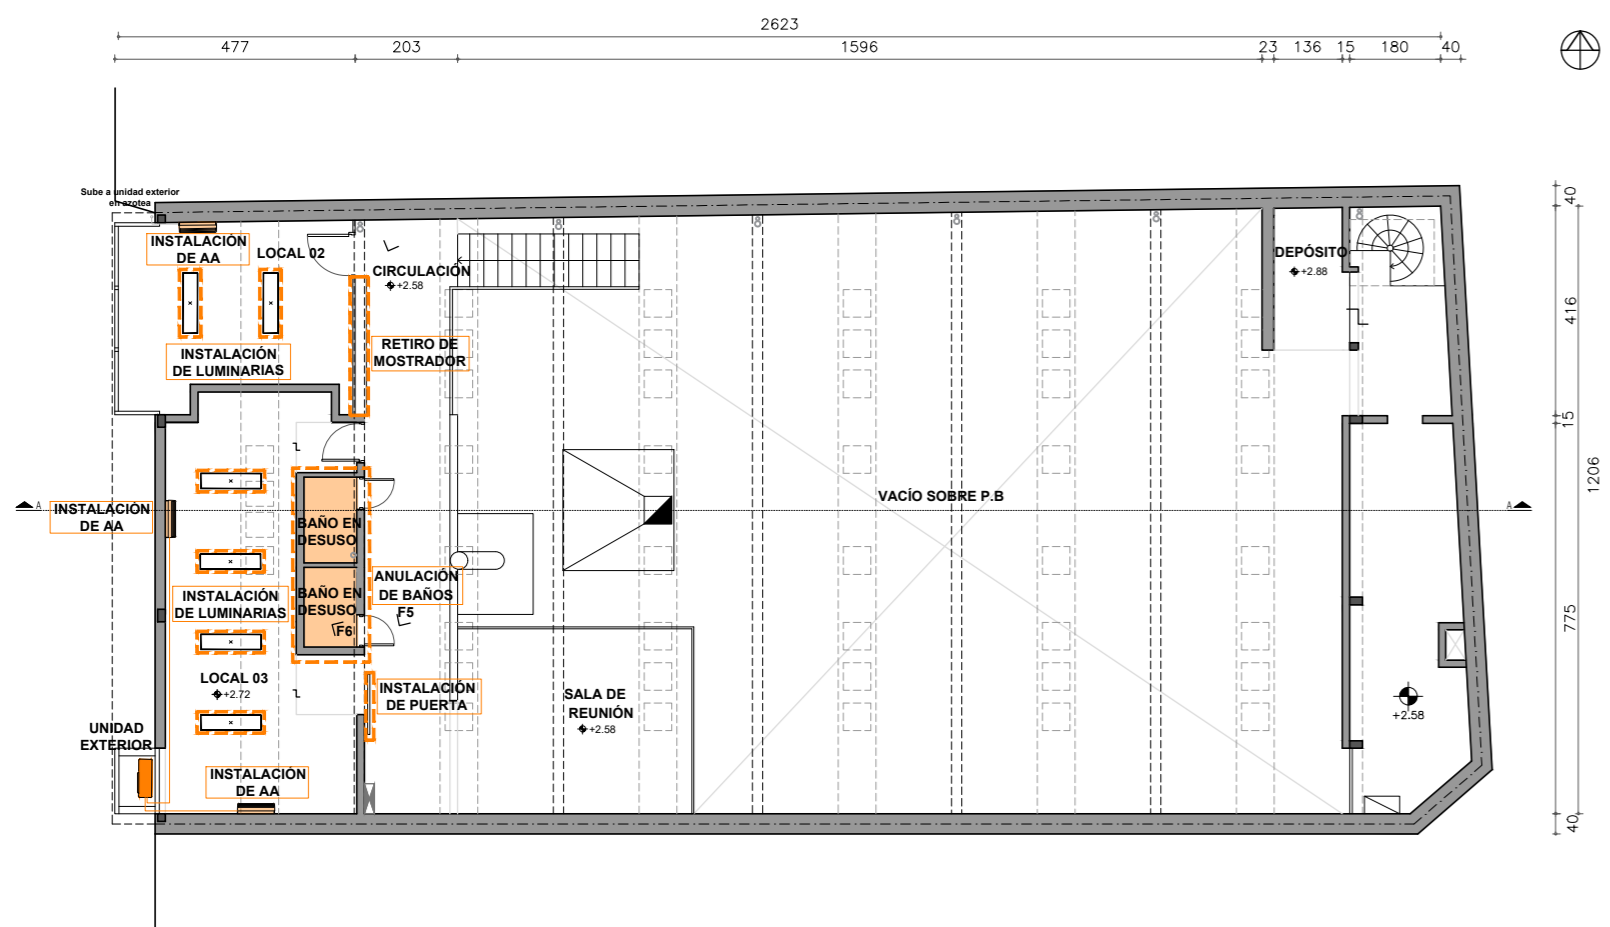 2623
477 203 1596 23 136 15 180 40
Sube a unidad exterior
en azotea
INSTALACIÓN
DE AA
LOCAL 02
INSTALACIÓN
DE LUMINARIAS
CIRCULACIÓN
+2.58
RETIRO DE
MOSTRADOR
DEPÓSITO
+2.88
40
416
15
1206
775
40
A
INSTALACIÓN
DE AA
BAÑO EN
DESUSO
VACÍO SOBRE P.B
A
INSTALACIÓN
DE LUMINARIAS
BAÑO EN
DESUSO
F6
ANULACIÓN
DE BAÑOS
F5
LOCAL 03
+2.72
INSTALACIÓN
DE PUERTA
SALA DE
REUNIÓN
+2.58
+2.58
UNIDAD
EXTERIOR
INSTALACIÓN
DE AA